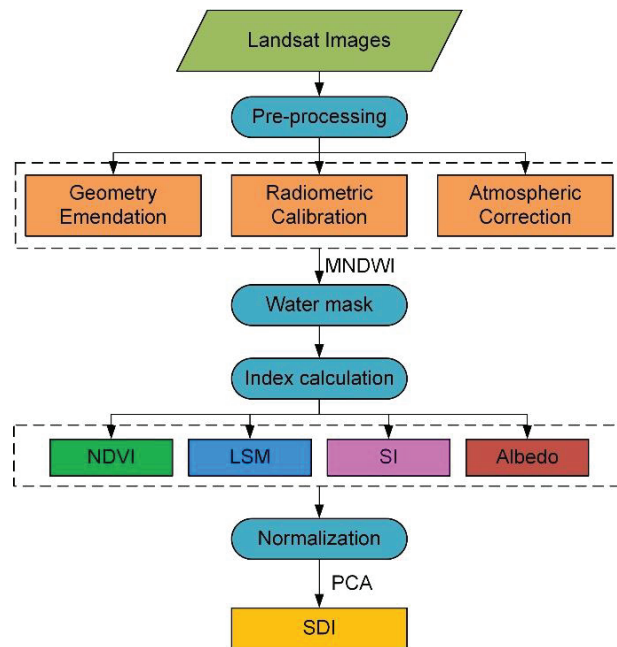 Landsat Images
Pre-processing
Geometry
Emendation
Radiometric
Calibration
Atmospheric
Correction
MNDWI
Water mask
Index calculation
NDVI
LSM
SI
Albedo
Normalization
PCA
SDI